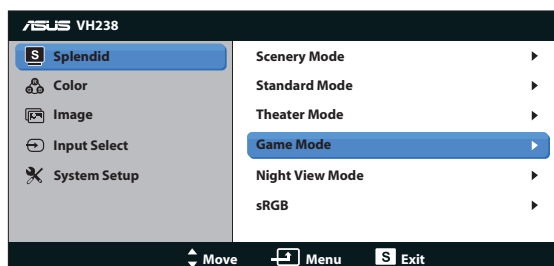 ASUS VH238
S Splendid
Color
Image
Input Select
System Setup
Scenery Mode
Standard Mode
Theater Mode
Game Mode
Night View Mode
sRGB
Move Menu S Exit